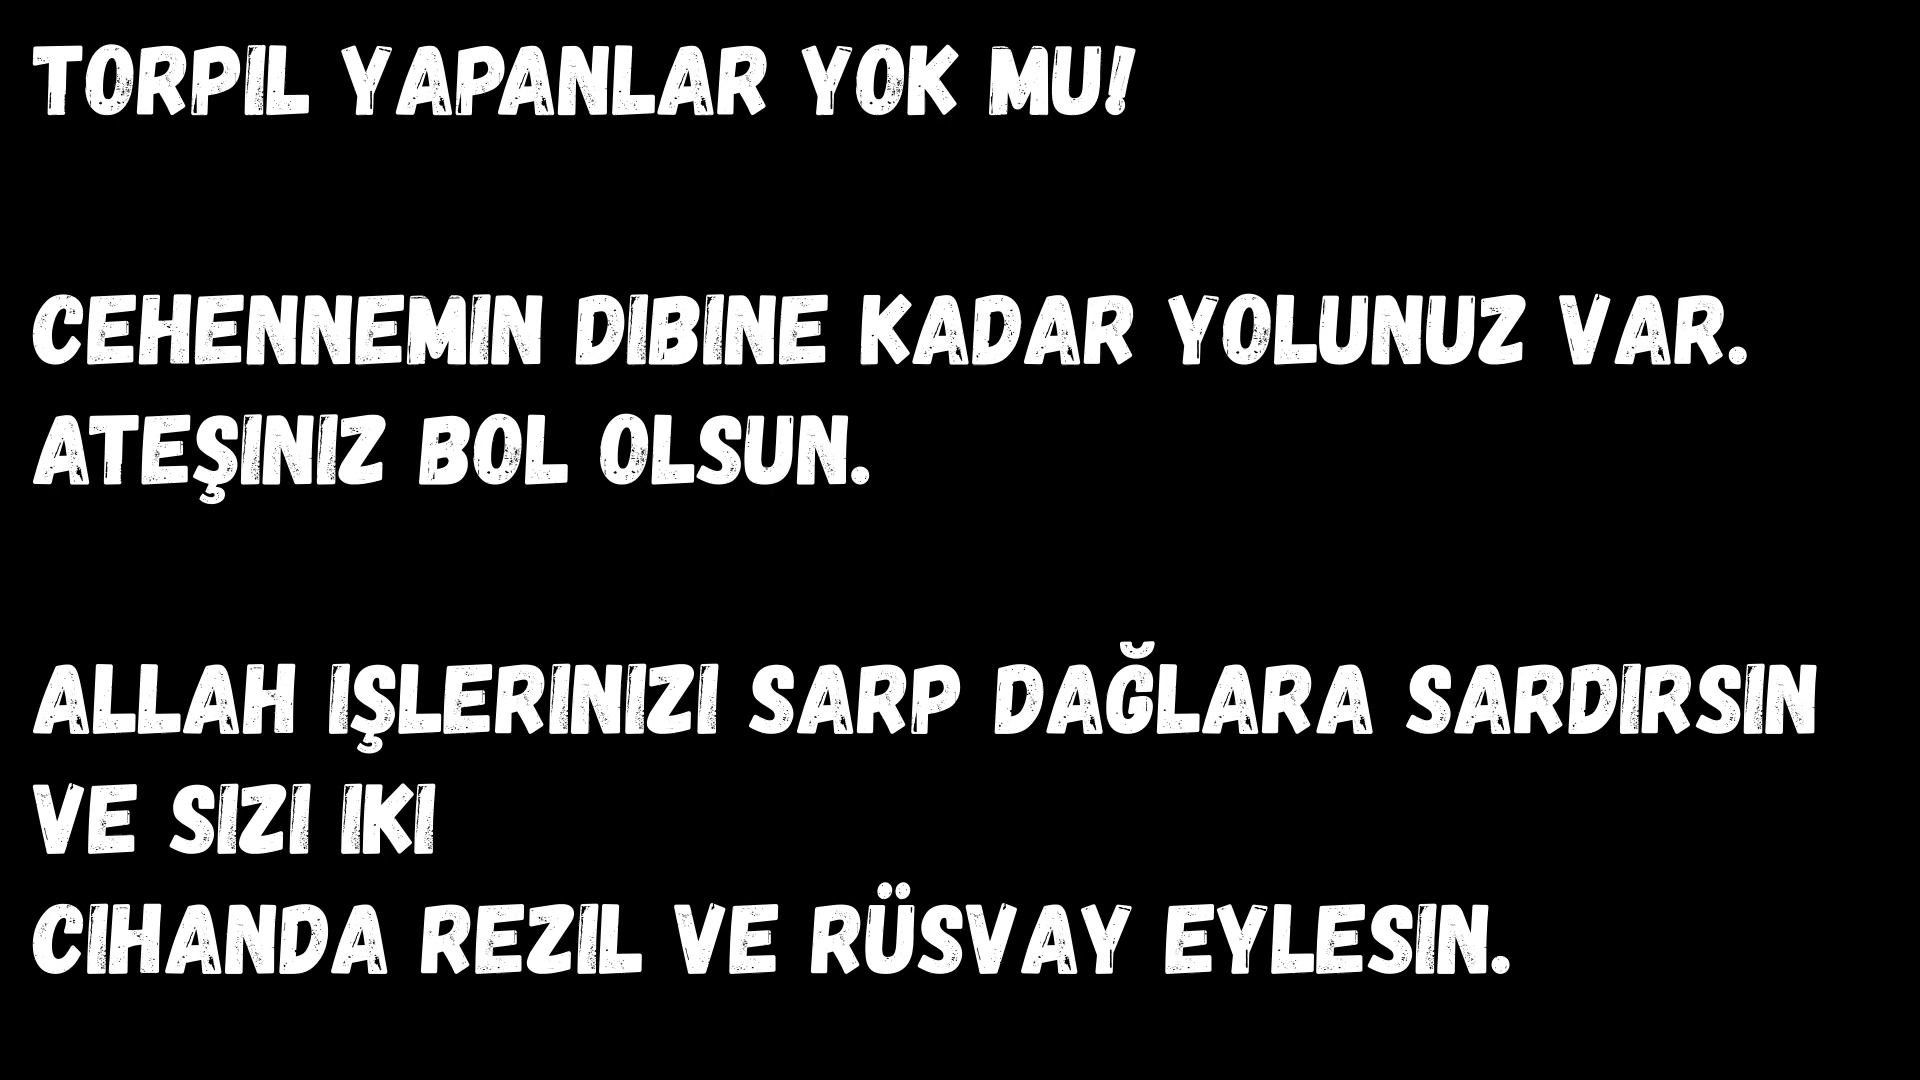 TORPIL YAPANLAR YOK MU!
CEHENNEMIN DIBINE KADAR YOLUNUZ VAR.
ATEŞINIZ BOL OLSUN.
ALLAH IŞLERINIZI SARP DAĞLARA SARDIRSIN
VE SIZI IKI
CIHANDA REZIL VE RÜSVAY EYLESIN.